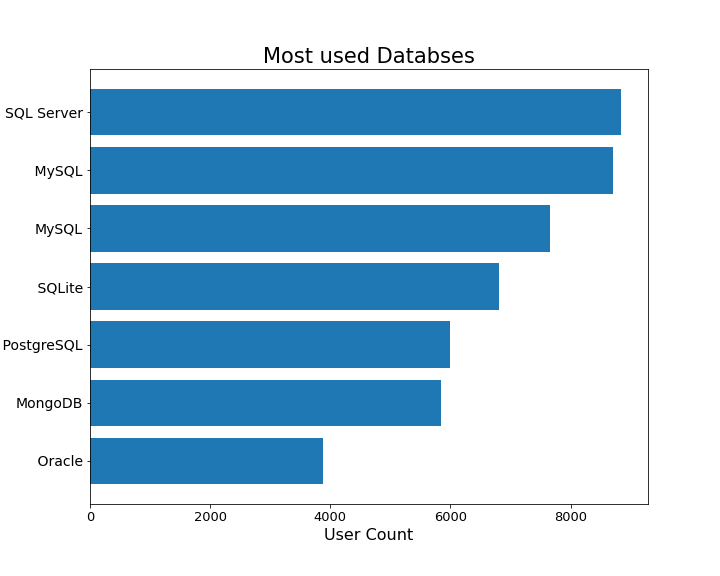 Most used Databses
SQL Server
MySQL
MySQL
SQLite
PostgreSQL
MongoDB
Oracle
0 2000 4000 6000 8000
User Count